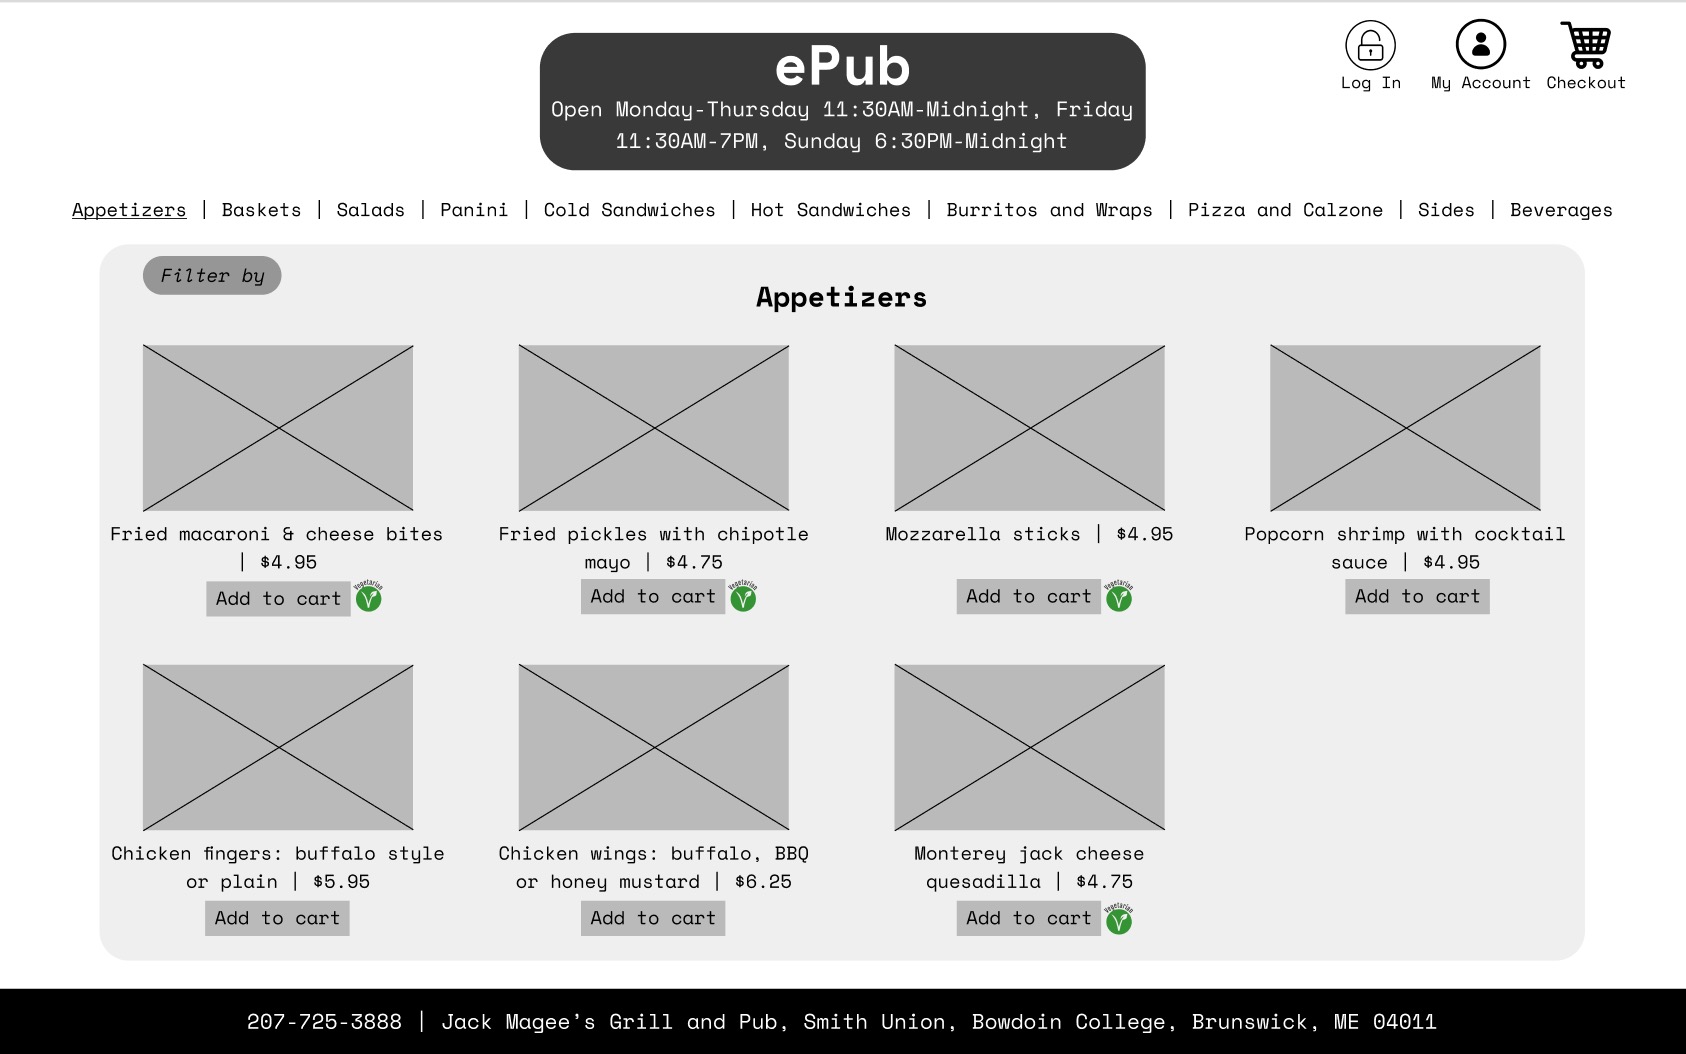 ePub
Open Monday-Thursday 11:30AM-Midnight, Friday
11:30AM-7PM, Sunday 6:30PM-Midnight
Log In
My Account
Checkout
Appetizers | Baskets | Salads | Panini | Cold Sandwiches | Hot Sandwiches | Burritos and Wraps | Pizza and Calzone | Sides | Beverages
Filter by
Appetizers
Fried macaroni & cheese bites
| $4.95
Add to cart
Vegetarian
V
Fried pickles with chipotle
mayo | $4.75
Add to cart
Vegetarian
V
Mozzarella sticks | $4.95
Add to cart
Vegetarian
V
Popcorn shrimp with cocktail
sauce | $4.95
Add to cart
Chicken fingers: buffalo style
or plain | $5.95
Add to cart
Chicken wings: buffalo, BBQ
or honey mustard | $6.25
Add to cart
Monterey jack cheese
quesadilla | $4.75
Add to cart
Vegetarian
V
207-725-3888 | Jack Magee’s Grill and Pub, Smith Union, Bowdoin College, Brunswick, ME 04011